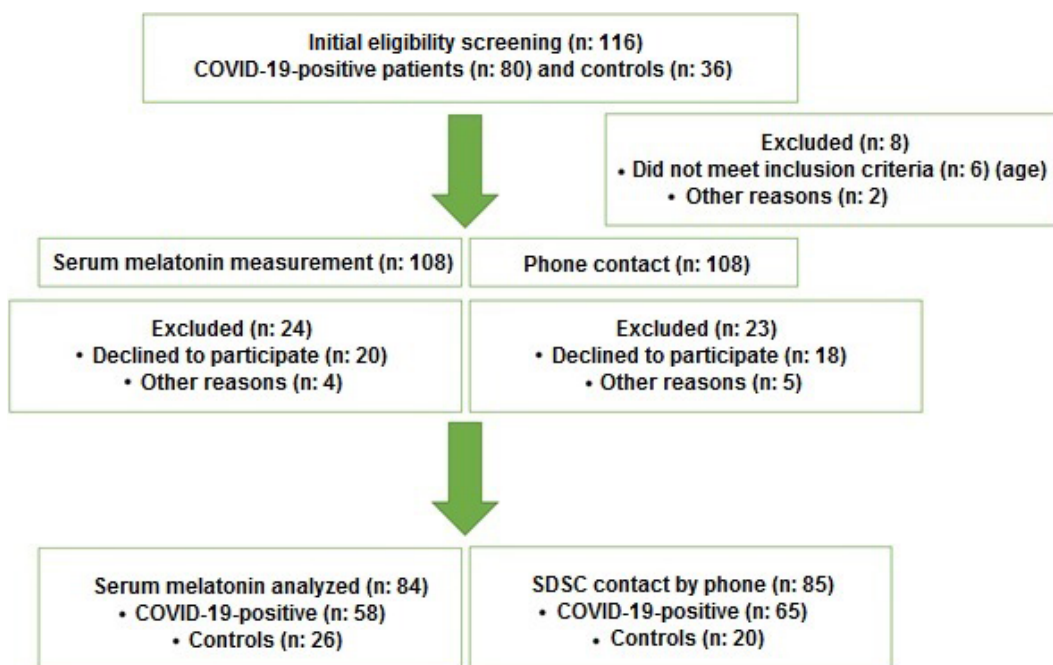 Initial eligibility screening (n: 116)
COVID-19-positive patients (n: 80) and controls (n: 36)
Excluded (n: 8)
• Did not meet inclusion criteria (n: 6) (age)
• Other reasons (n: 2)
Serum melatonin measurement (n: 108)
Phone contact (n: 108)
Excluded (n: 24)
• Declined to participate (n: 20)
• Other reasons (n: 4)
Excluded (n: 23)
• Declined to participate (n: 18)
• Other reasons (n: 5)
Serum melatonin analyzed (n: 84)
• COVID-19-positive (n: 58)
• Controls (n: 26)
SDSC contact by phone (n: 85)
• COVID-19-positive (n: 65)
• Controls (n: 20)